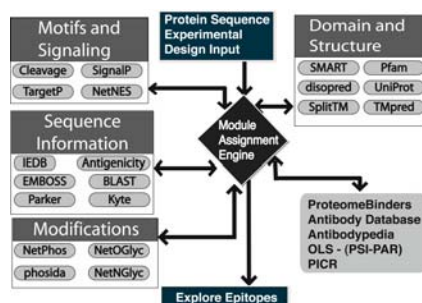 Motifs and
Signaling
Cleavage SignalP
TargetP NetNES
Protein Sequence
Experimental
Design Input
Domain and
Structure
SMART Pfam
disopred UniProt
SplitTM TMpred
Sequence
Information
IEDB Antigenicity
EMBOSS BLAST
Parker Kyte
Module
Assignment
Engine
Modifications
NetPhos NetOGlyc
phosida NetNGlyc
ProteomeBinders
Antibody Database
Antibodypedia
OLS - (PSI-PAR)
PICR
Explore Epitopes